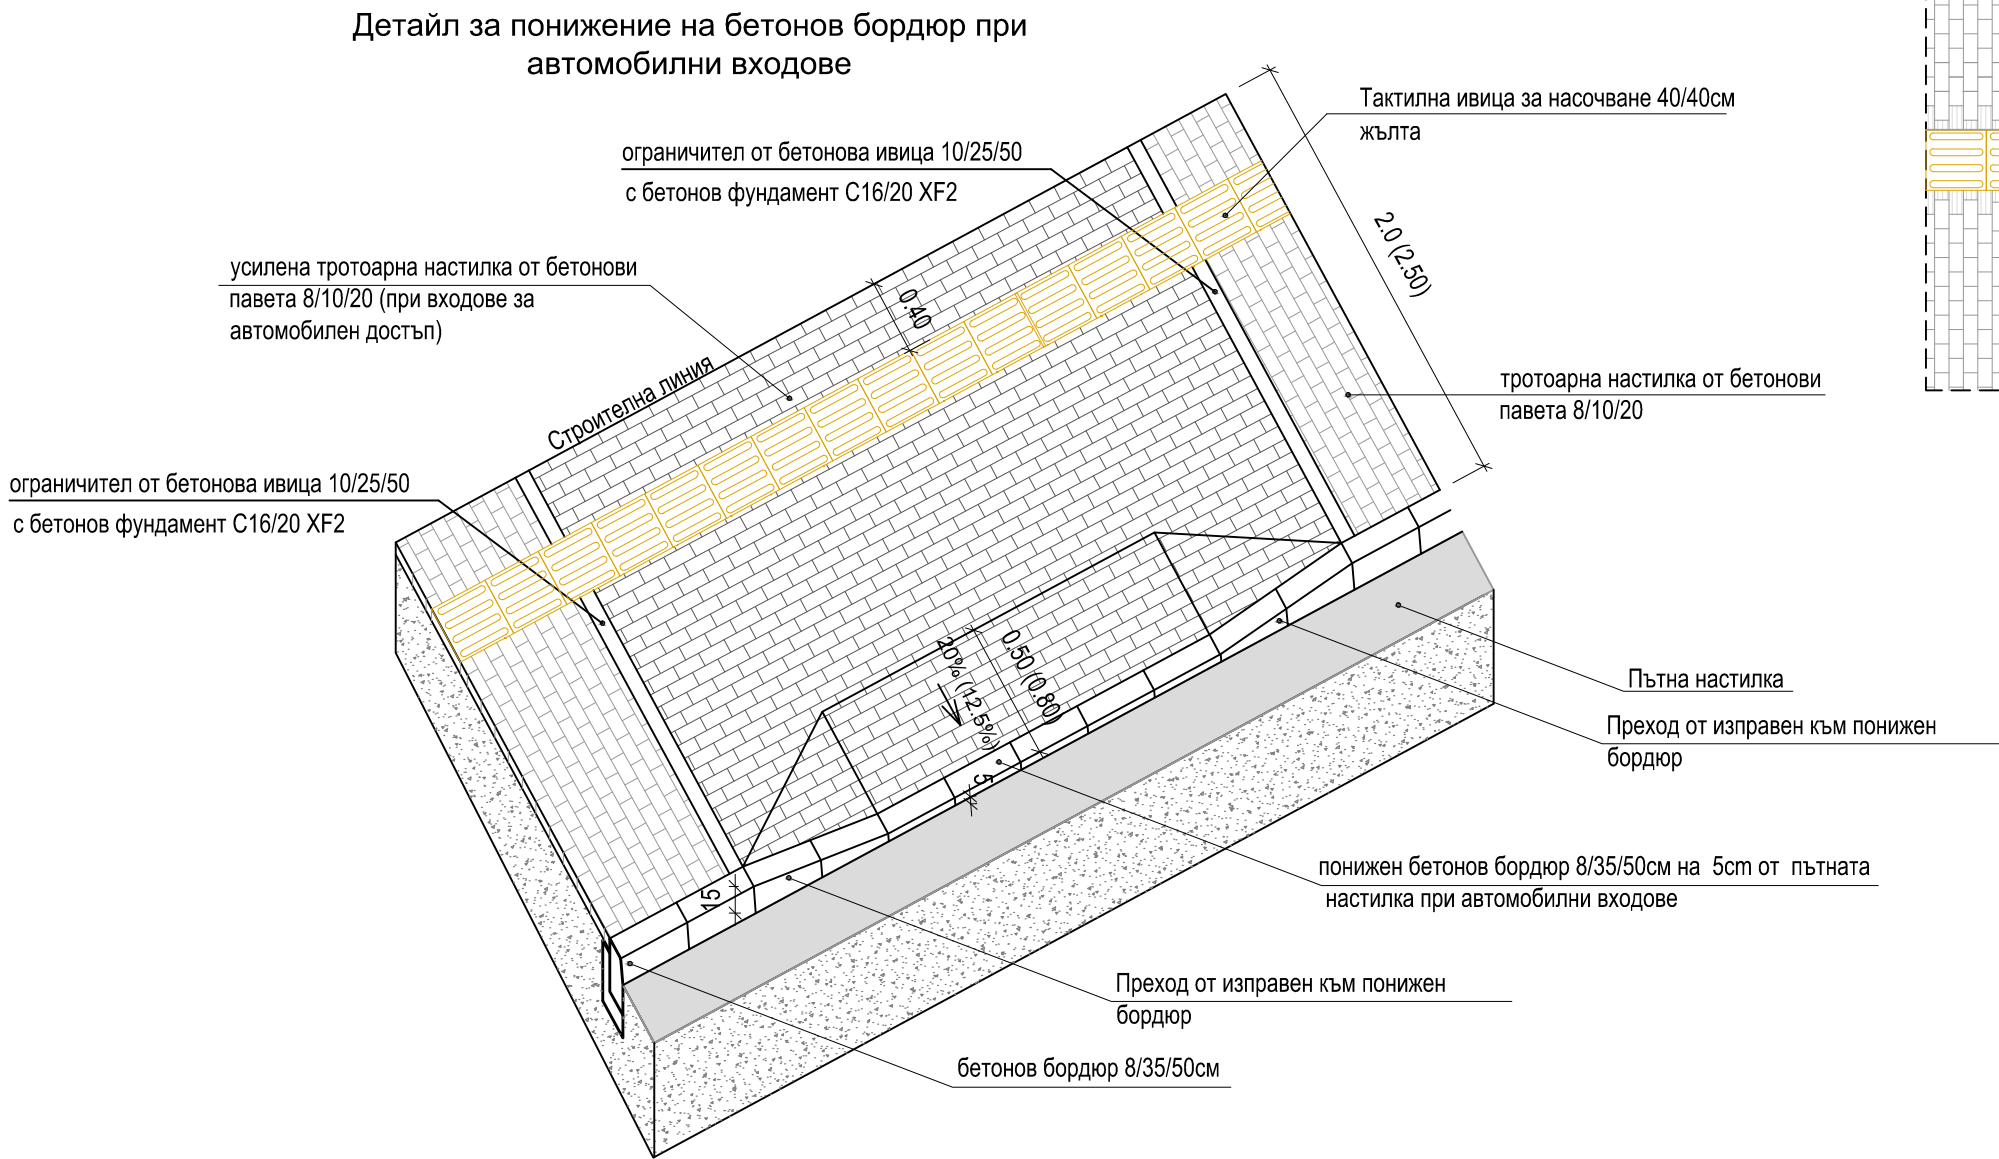 Детайл за понижение на бетонов бордюр при
автомобилни входове
Тактилна ивица за насочване 40/40см
жълта
ограничител от бетонова ивица 10/25/50
с бетонов фундамент C16/20 XF2
2.0 (2.50)
усилена тротоарна настилка от бетонови
павета 8/10/20 (при входове за
автомобилен достъп)
0.40
Строителна линия
тротоарна настилка от бетонови
павета 8/10/20
ограничител от бетонова ивица 10/25/50
с бетонов фундамент C16/20 XF2
0.50 (0.80)
20% (12.5%)
5
Пътна настилка
Преход от изправен към понижен
бордюр
понижен бетонов бордюр 8/35/50см на 5cm от пътната
настилка при автомобилни входове
15
Преход от изправен към понижен
бордюр
бетонов бордюр 8/35/50см